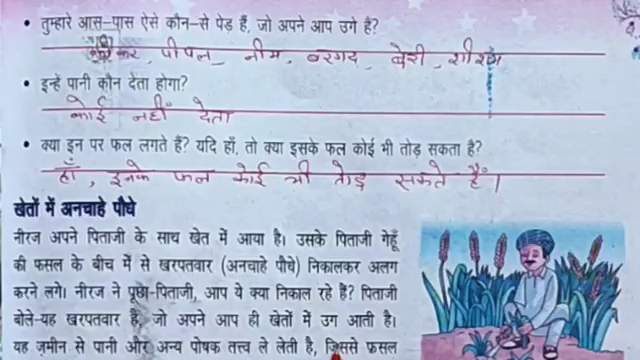 • तुम्हारे आस-पास ऐसे कौन-से पेड़ हैं, जो अपने आप उगे हैं?
कीकर, पीपल, नीम, बरगद, बेरी, शीशम
• इन्हें पानी कौन देता होगा?
कोई नहीं देता
• क्या इन पर फल लगते हैं? यदि हाँ, तो क्या इसके फल कोई भी तोड़ सकता है?
हाँ, इनके फल कोई भी तोड़ सकते हैं।
खेतों में अनचाहे पौधे
नीरज अपने पिताजी के साथ खेत में आया है। उसके पिताजी गेहूँ
की फसल के बीच में से खरपतवार (अनचाहे पौधे) निकालकर अलग
करने लगे। नीरज ने पूछा-पिताजी, आप ये क्या निकाल रहे हैं? पिताजी
बोले-यह खरपतवार है, जो अपने आप ही खेतों में उग आती है।
यह ज़मीन से पानी और अन्य पोषक तत्त्व ले लेती है, जिससे फसल